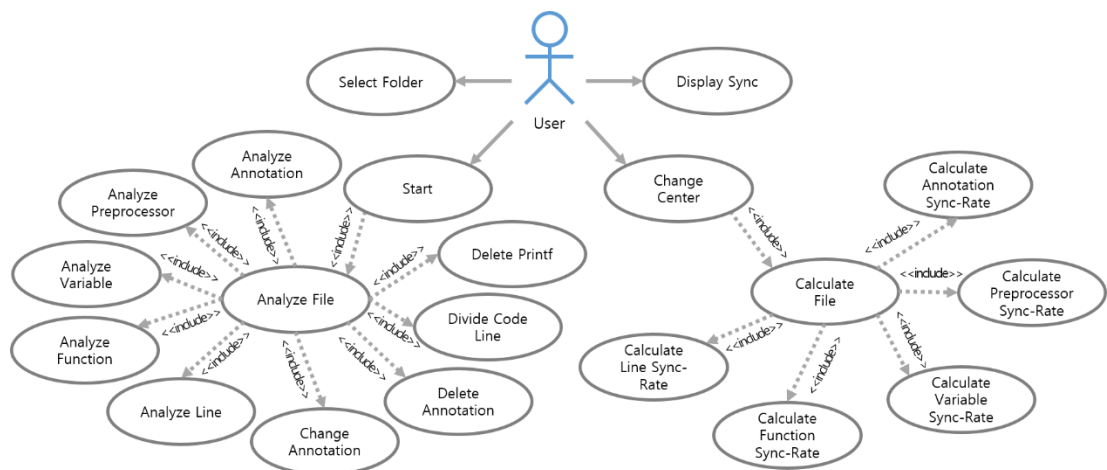 Select Folder
Display Sync
User
Analyze
Annotation
Start
Change
Center
Calculate
Annotation
Sync-Rate
Analyze
Preprocessor
<<include>>
<<include>>
<<include>>
<<include>>
<<include>>
Analyze
Variable
<<include>>
Analyze File
<<include>>
Delete Printf
Calculate
File
<<include>>
Calculate
Preprocessor
Sync-Rate
Analyze
Function
<<include>>
<<include>>
Divide Code
Line
Calculate
Line Sync-
Rate
<<include>>
<<include>>
<<include>>
<<include>>
<<include>>
<<include>>
Analyze Line
Delete
Annotation
Change
Annotation
Calculate
Function
Sync-Rate
Calculate
Variable
Sync-Rate